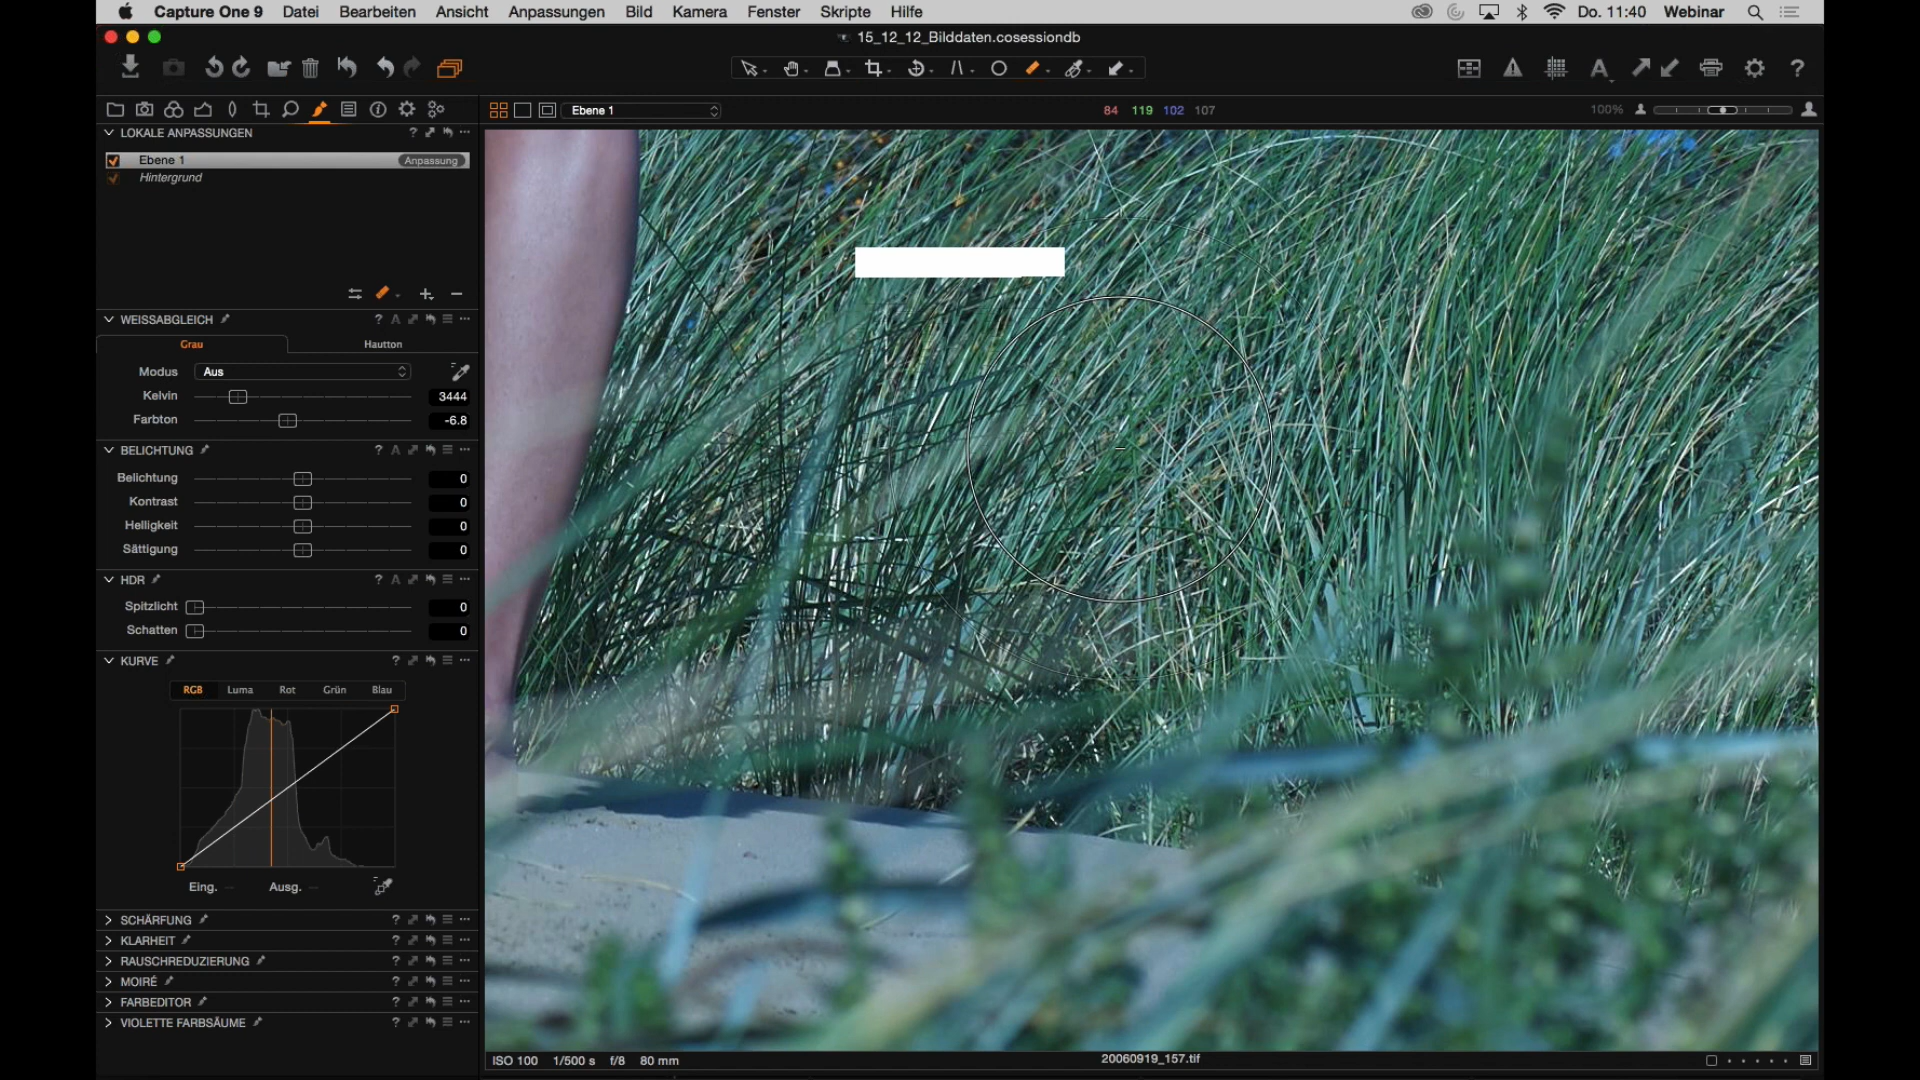 Capture One 9 Datei Bearbeiten Ansicht Anpassungen Bild Kamera Fenster Skripte Hilfe Do. 11:40 Webinar
15_12_12_Bilddaten.cosessiondb
Ebene 1 84 119 102 107 100%
LOKALE ANPASSUNGEN
Ebene 1 Anpassung
Hintergrund
WEISSABGLEICH
Grau Hautton
Modus Aus
Kelvin 3444
Farbton -6.8
BELICHTUNG
Belichtung 0
Kontrast 0
Helligkeit 0
Sättigung 0
HDR
Spitzlicht 0
Schatten 0
KURVE
RGB Luma Rot Grün Blau
Eing. -- Ausg. --
SCHÄRFUNG
KLARHEIT
RAUSCHREDUZIERUNG
MOIRÉ
FARBEDITOR
VIOLETTE FARBSÄUME
ISO 100 1/500 s f/8 80 mm 20060919_157.tif